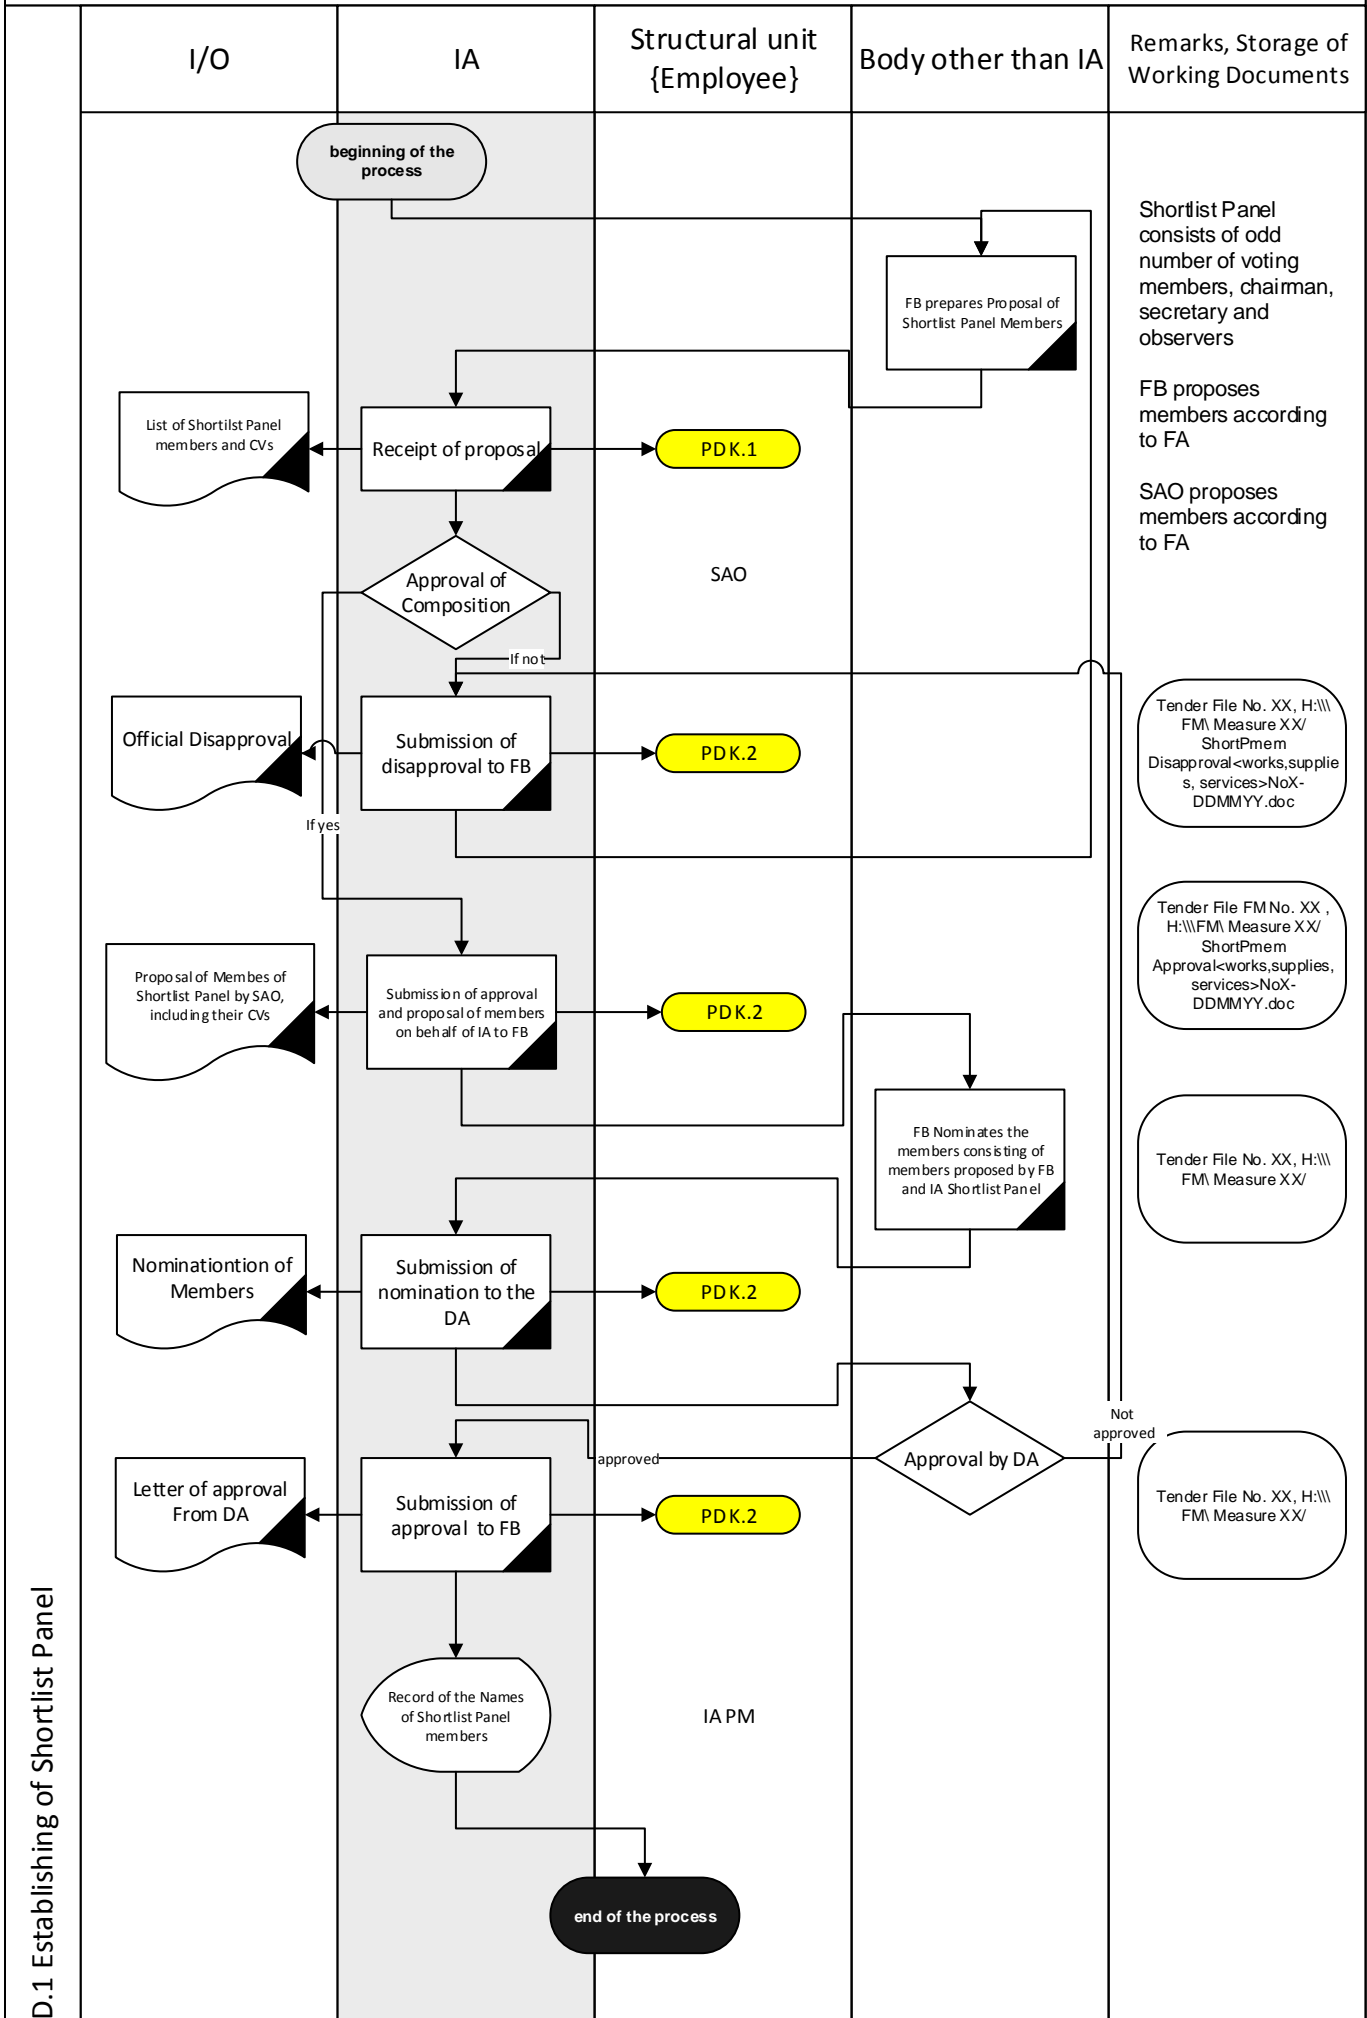 I/O
IA
Structural unit
{Employee}
Body other than IA
Remarks, Storage of
Working Documents
beginning of the
process
Shortlist Panel
consists of odd
number of voting
members, chairman,
secretary and
observers
FB proposes
members according
to FA
SAO proposes
members according
to FA
FB prepares Proposal of
Shortlist Panel Members
List of Shortilst Panel
members and CVs
Receipt of proposal
PDK.1
Approval of
Composition
SAO
If not
Official Disapproval
Submission of
disapproval to FB
PDK.2
Tender File No. XX, H:\\\
FM\ Measure XX/
ShortPmem
Disapproval<works,supplie
s, services>NoX-
DDMMYY.doc
If yes
Proposal of Membes of
Shortlist Panel by SAO,
including their CVs
Submission of approval
and proposal of members
on behalf of IA to FB
PDK.2
Tender File FM No. XX ,
H:\\\FM\ Measure XX/
ShortPmem
Approval<works,supplies,
services>NoX-
DDMMYY.doc
FB Nominates the
members consisting of
members proposed by FB
and IA Shortlist Panel
Tender File No. XX, H:\\\
FM\ Measure XX/
Nominationtion of
Members
Submission of
nomination to the
DA
PDK.2
Not
approved
approved
Approval by DA
Letter of approval
From DA
Submission of
approval to FB
PDK.2
Tender File No. XX, H:\\\
FM\ Measure XX/
Record of the Names
of Shortlist Panel
members
IA PM
end of the process
D.1 Establishing of Shortlist Panel